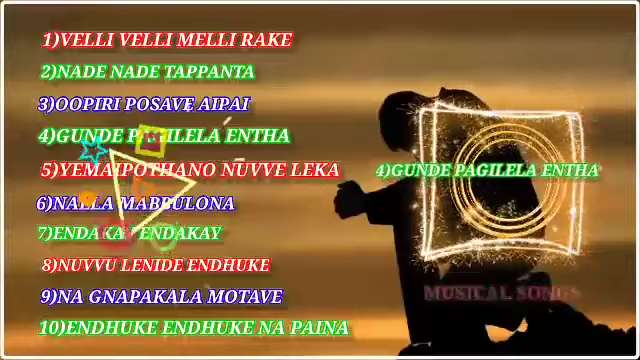 1)VELLI VELLI MELLI RAKE
2)NADE NADE TAPPANTA
3)OOPIRI POSAVE AIPAI
4)GUNDE PAGILELA ENTHA
5)YEMAIPOTHANO NUVVE LEKA
4)GUNDE PAGILELA ENTHA
6)NALLA MABBULONA
7)ENDAKA ENDAKAY
8)NUVVU LENIDE ENDHUKE
9)NA GNAPAKALA MOTAVE
MUSICAL SONGS
10)ENDHUKE ENDHUKE NA PAINA